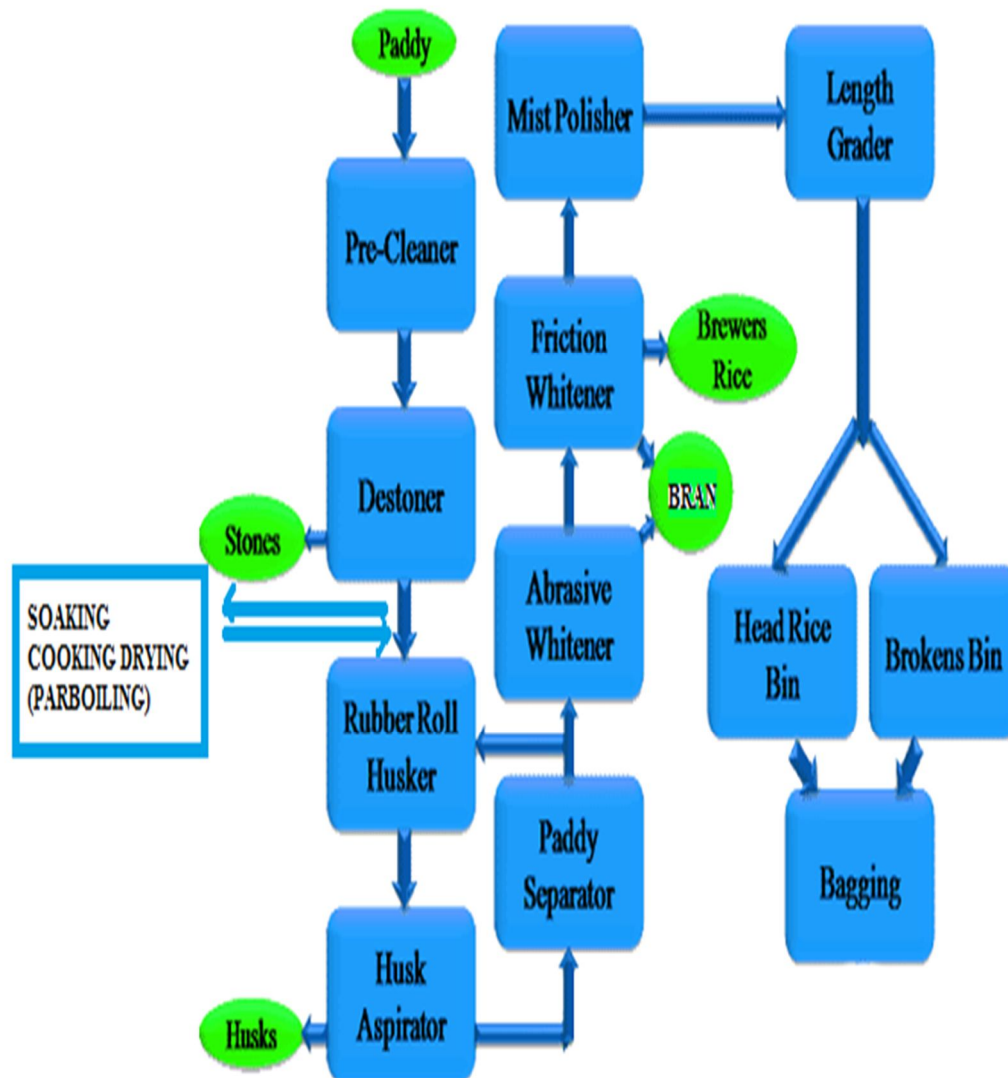 Paddy
Pre-Cleaner
Destoner
Stones
SOAKING
COOKING DRYING
(PARBOILING)
Rubber Roll
Husker
Husk
Aspirator
Husks
Paddy
Separator
Abrasive
Whitener
BRAN
Friction
Whitener
Brewers
Rice
Mist Polisher
Length
Grader
Head Rice
Bin
Brokens Bin
Bagging